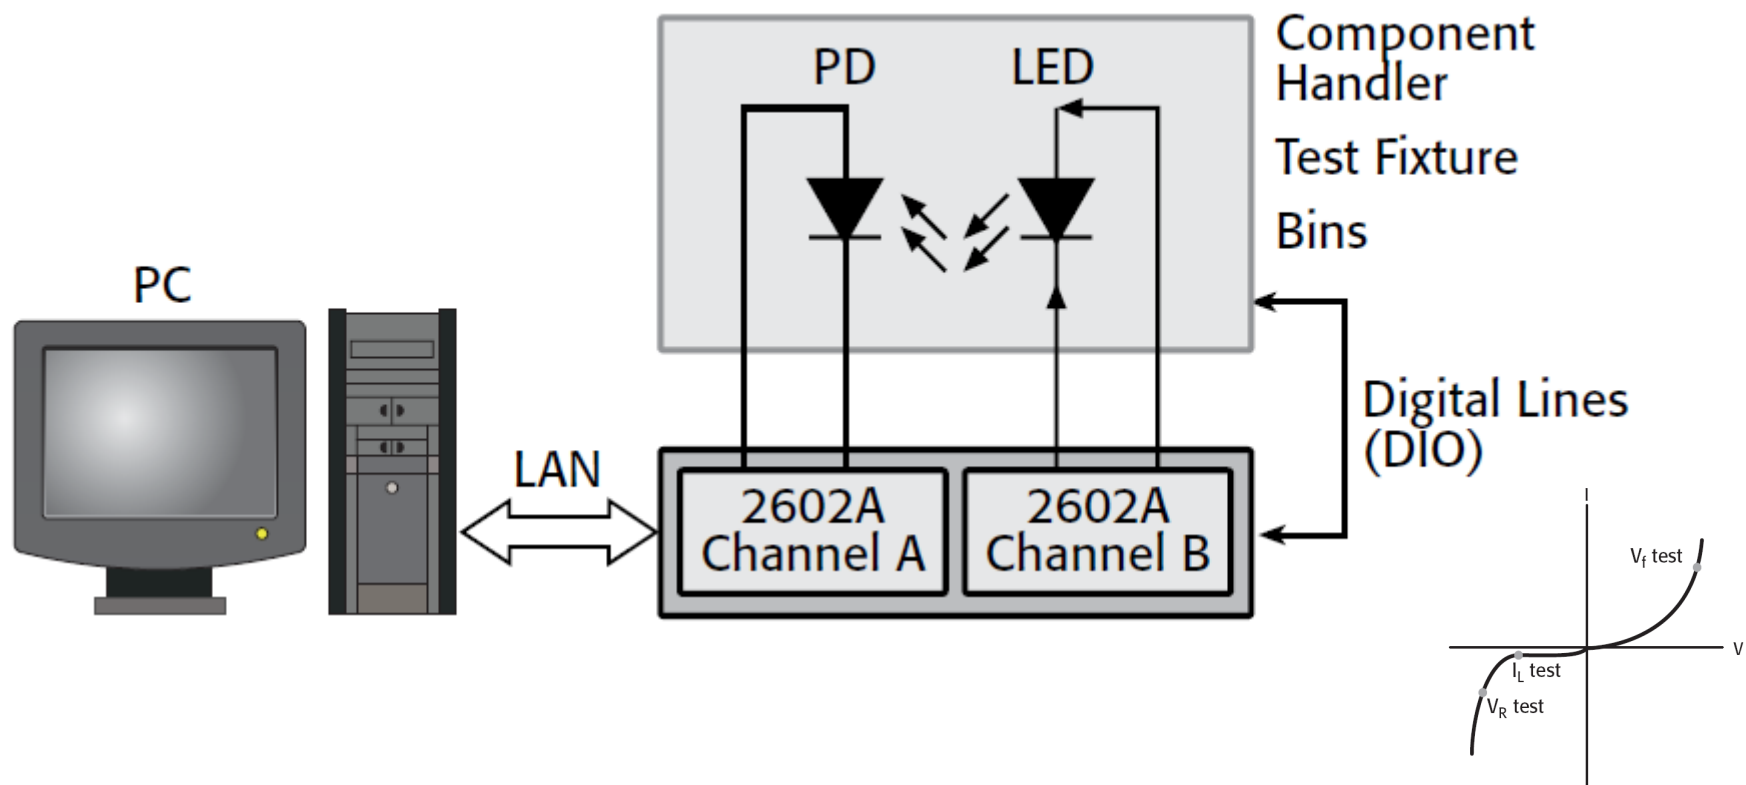 PD
LED
Component
Handler
Test Fixture
Bins
PC
LAN
Digital Lines
(DIO)
2602A
Channel A
2602A
Channel B
I
Vf test
V
IL test
VR test